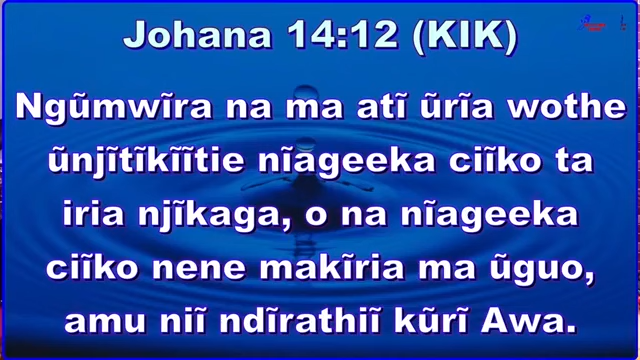 Johana 14:12 (KIK)
Ngũmwĩra na ma atĩ ũrĩa wothe
ũnjĩtĩkĩĩtie nĩageeka ciĩko ta
iria njĩkaga, o na nĩageeka
ciĩko nene makĩria ma ũguo,
amu niĩ ndĩrathiĩ kũrĩ Awa.